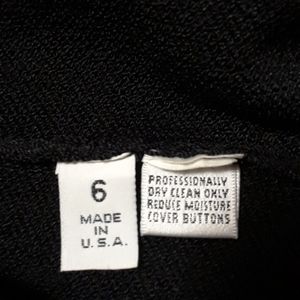 6
MADE
IN
U.S.A.
PROFESSIONALLY
DRY CLEAN ONLY
REDUCE MOISTURE
COVER BUTTONS